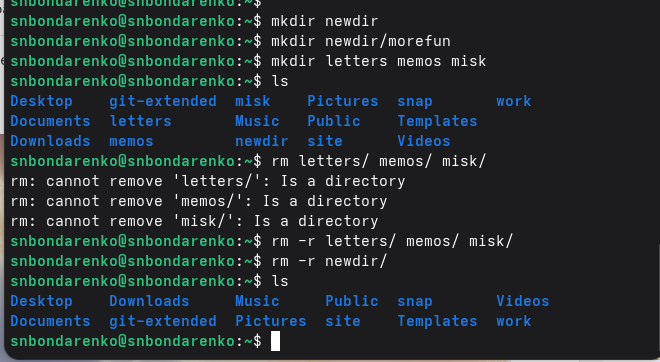 snbondarenko@snbondarenko:~$
snbondarenko@snbondarenko:~$ mkdir newdir
snbondarenko@snbondarenko:~$ mkdir newdir/morefun
snbondarenko@snbondarenko:~$ mkdir letters memos misk
snbondarenko@snbondarenko:~$ ls
Desktop git-extended misk Pictures snap work
Documents letters Music Public Templates
Downloads memos newdir site Videos
snbondarenko@snbondarenko:~$ rm letters/ memos/ misk/
rm: cannot remove 'letters/': Is a directory
rm: cannot remove 'memos/': Is a directory
rm: cannot remove 'misk/': Is a directory
snbondarenko@snbondarenko:~$ rm -r letters/ memos/ misk/
snbondarenko@snbondarenko:~$ rm -r newdir/
snbondarenko@snbondarenko:~$ ls
Desktop Downloads Music Public snap Videos
Documents git-extended Pictures site Templates work
snbondarenko@snbondarenko:~$